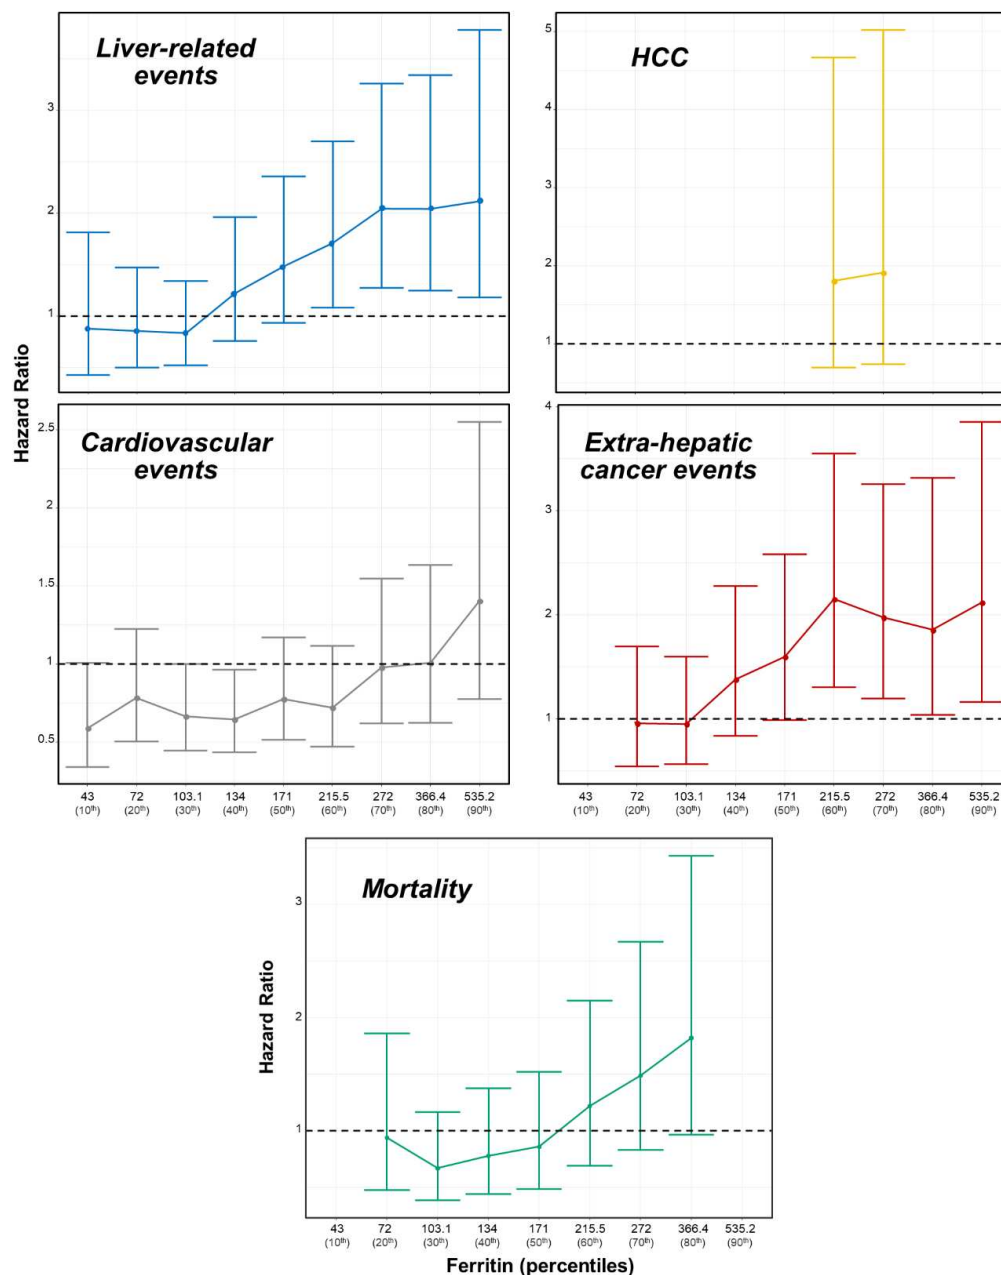 Liver-related
events
3
2
1
HCC
5
4
3
2
1
Hazard Ratio
Cardiovascular
events
2.5
2
1.5
1
0.5
43 72 103.1 134 171 215.5 272 366.4 535.2
(10th) (20th) (30th) (40th) (50th) (60th) (70th) (80th) (90th)
Extra-hepatic
cancer events
4
3
2
1
43 72 103.1 134 171 215.5 272 366.4 535.2
(10th) (20th) (30th) (40th) (50th) (60th) (70th) (80th) (90th)
Mortality
Hazard Ratio
3
2
1
43 72 103.1 134 171 215.5 272 366.4 535.2
(10th) (20th) (30th) (40th) (50th) (60th) (70th) (80th) (90th)
Ferritin (percentiles)